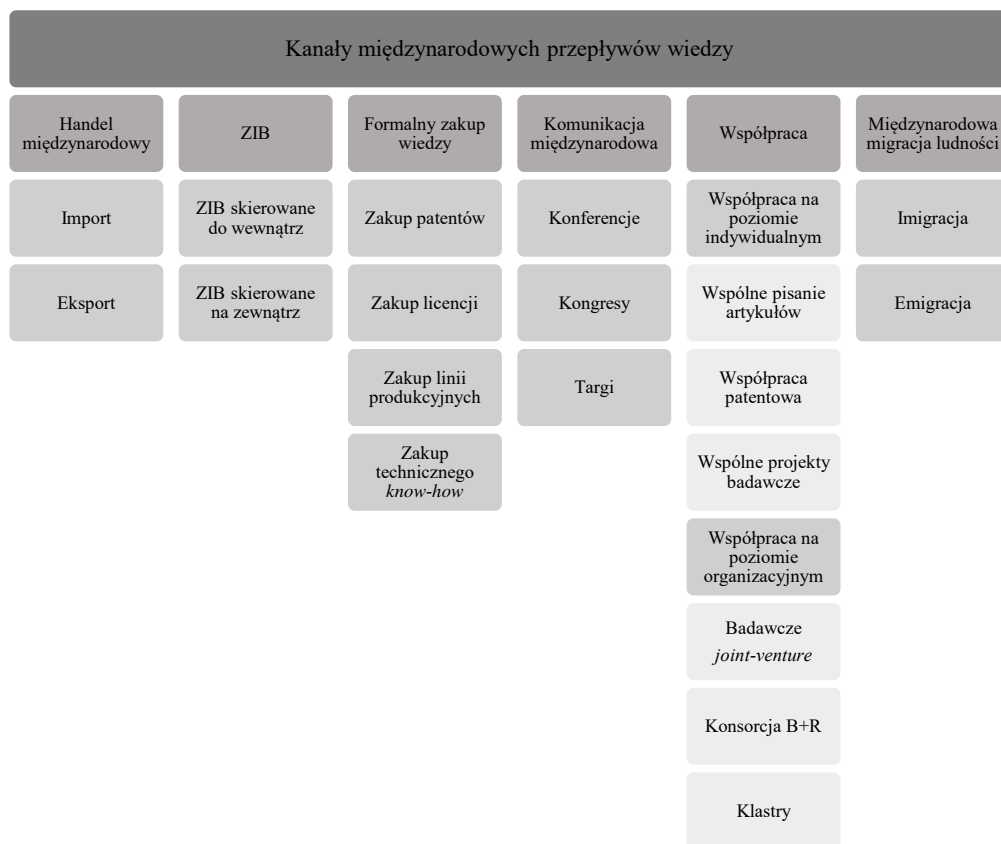 Kanały międzynarodowych przepływów wiedzy
Handel
międzynarodowy
ZIB
Formalny zakup
wiedzy
Komunikacja
międzynarodowa
Współpraca
Międzynarodowa
migracja ludności
Import
ZIB skierowane
do wewnątrz
Zakup patentów
Konferencje
Współpraca na
poziomie
indywidualnym
Imigracja
Eksport
ZIB skierowane
na zewnątrz
Zakup licencji
Kongresy
Wspólne pisanie
artykułów
Emigracja
Zakup linii
produkcyjnych
Targi
Współpraca
patentowa
Zakup
technicznego
know-how
Wspólne projekty
badawcze
Współpraca na
poziomie
organizacyjnym
Badawcze
joint-venture
Konsorcja B+R
Klastry